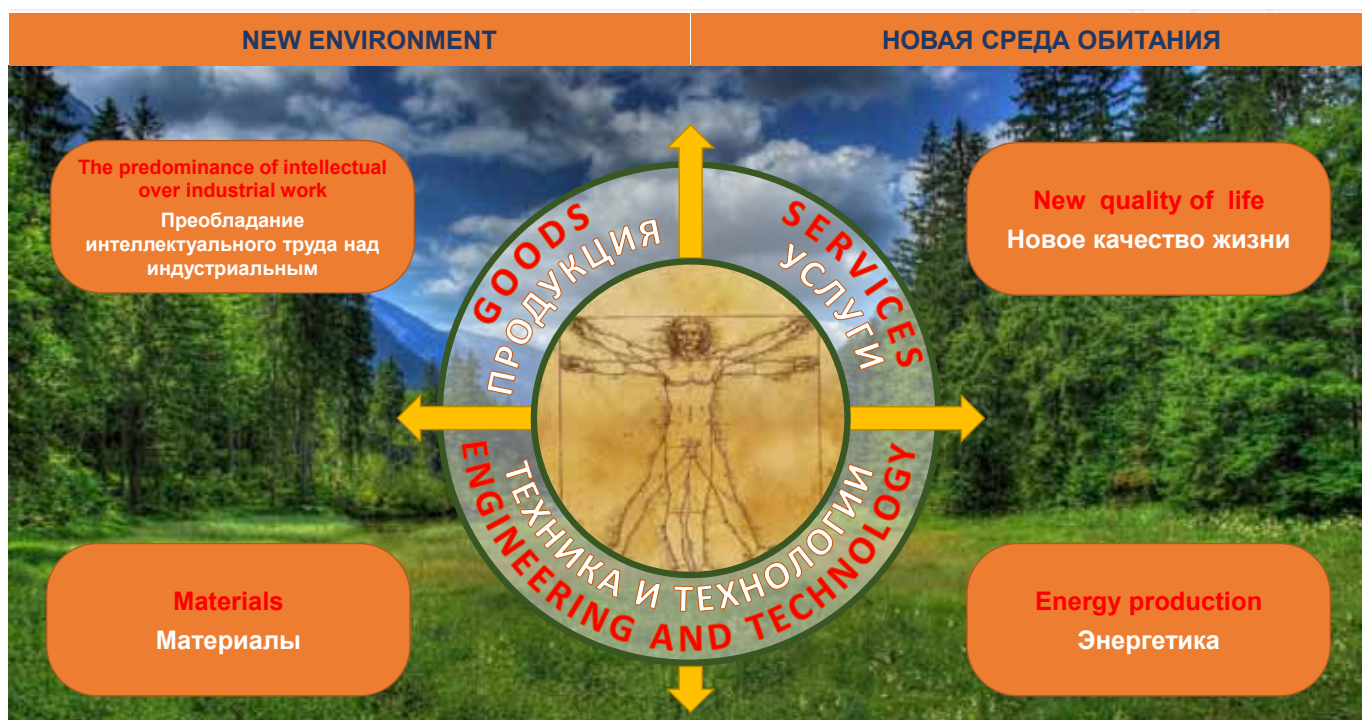 NEW ENVIRONMENT
НОВАЯ СРЕДА ОБИТАНИЯ
The predominance of intellectual
over industrial work
Преобладание
интеллектуального труда над
индустриальным
New quality of life
Новое качество жизни
GOODS
ПРОДУКЦИЯ
SERVICES
УСЛУГИ
ТЕХНИКА И ТЕХНОЛОГИИ
ENGINEERING AND TECHNOLOGY
Materials
Материалы
Energy production
Энергетика